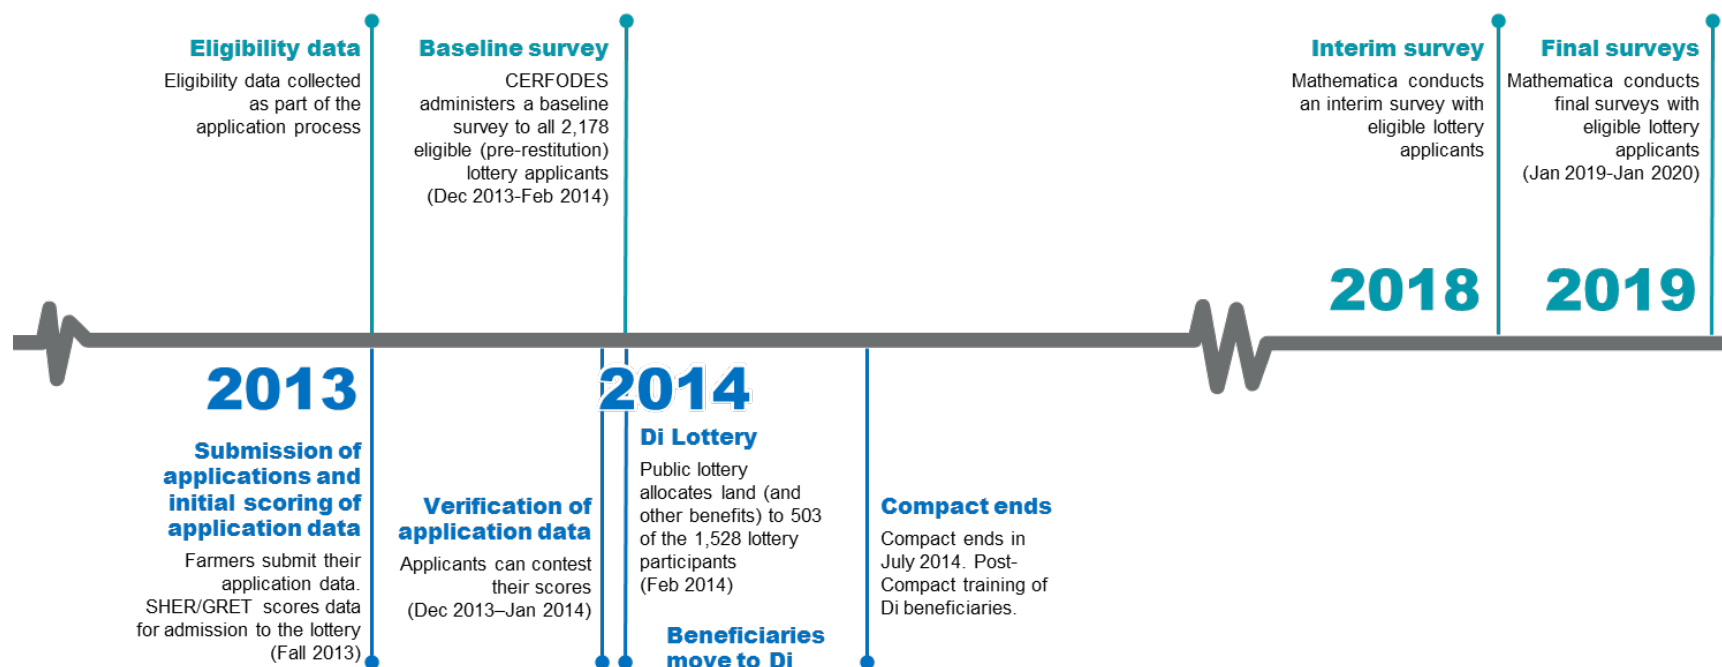 Eligibility data
Eligibility data collected
as part of the
application process
Baseline survey
CERFODES
administers a baseline
survey to all 2,178
eligible (pre-restitution)
lottery applicants
(Dec 2013-Feb 2014)
Interim survey
Mathematica conducts
an interim survey with
eligible lottery
applicants
Final surveys
Mathematica conducts
final surveys with
eligible lottery
applicants
(Jan 2019-Jan 2020)
2018
2019
2013
2014
Submission of
applications and
initial scoring of
application data
Farmers submit their
application data.
SHER/GRET scores data
for admission to the lottery
(Fall 2013)
Verification of
application data
Applicants can contest
their scores
(Dec 2013–Jan 2014)
Di Lottery
Public lottery
allocates land (and
other benefits) to 503
of the 1,528 lottery
participants
(Feb 2014)
Beneficiaries
move to Di
Compact ends
Compact ends in
July 2014. Post-
Compact training of
Di beneficiaries.